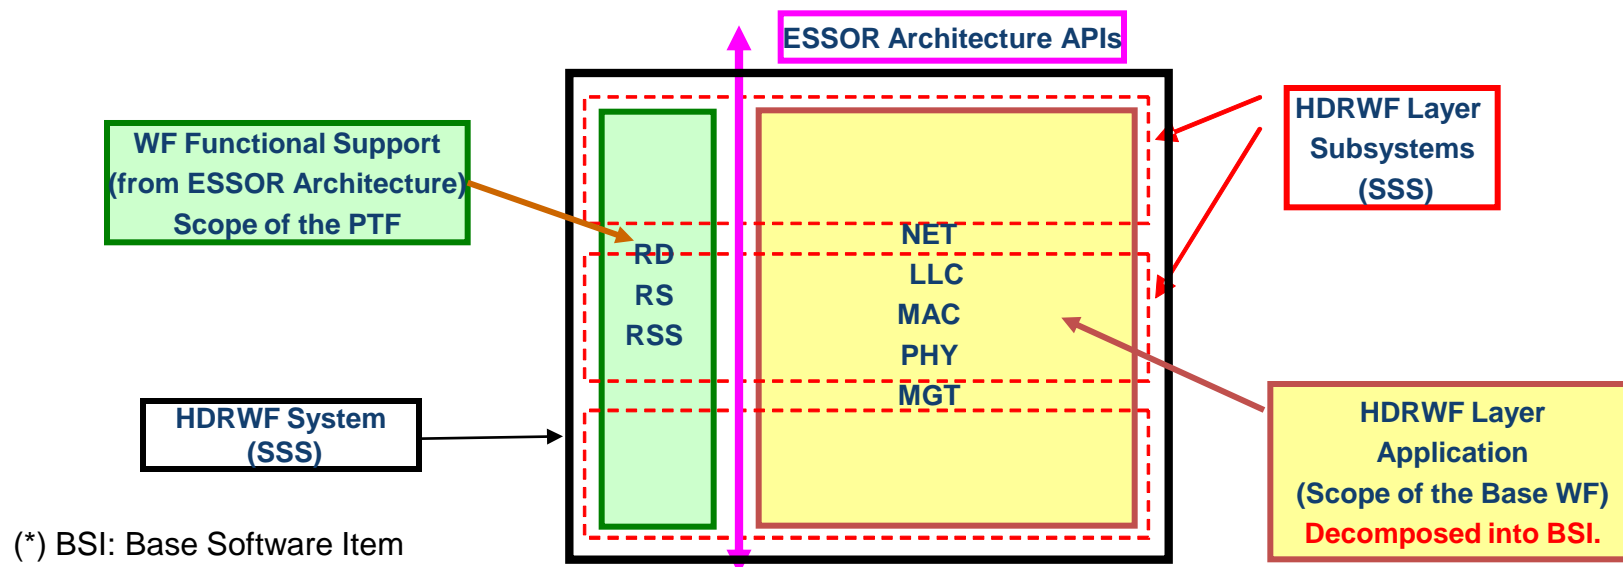 ESSOR Architecture APIs
WF Functional Support
(from ESSOR Architecture)
Scope of the PTF
HDRWF Layer
Subsystems
(SSS)
RD
RS
RSS
NET
LLC
MAC
PHY
MGT
HDRWF System
(SSS)
HDRWF Layer
Application
(Scope of the Base WF)
Decomposed into BSI.
(*) BSI: Base Software Item